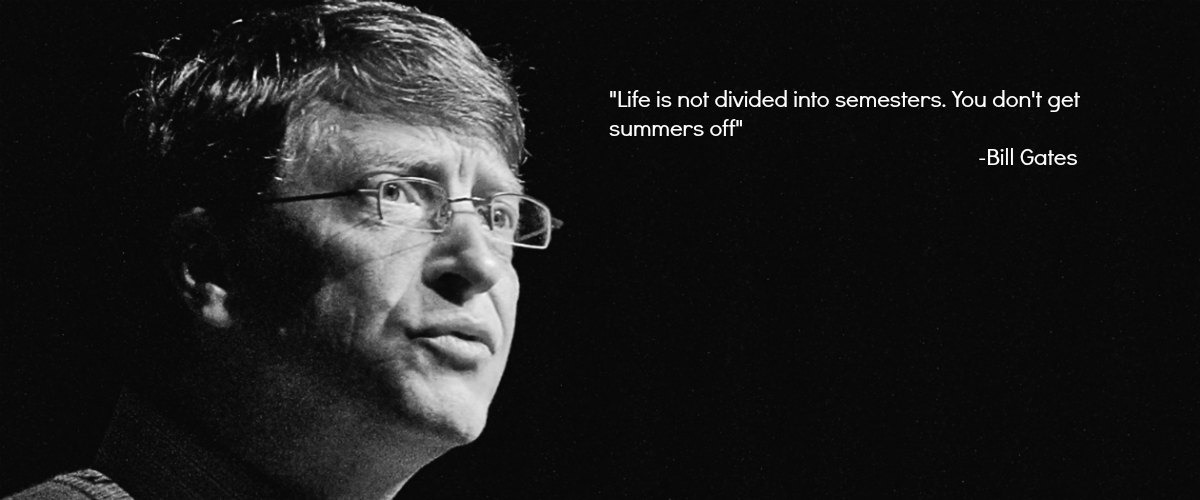 "Life is not divided into semesters. You don't get
summers off"
-Bill Gates